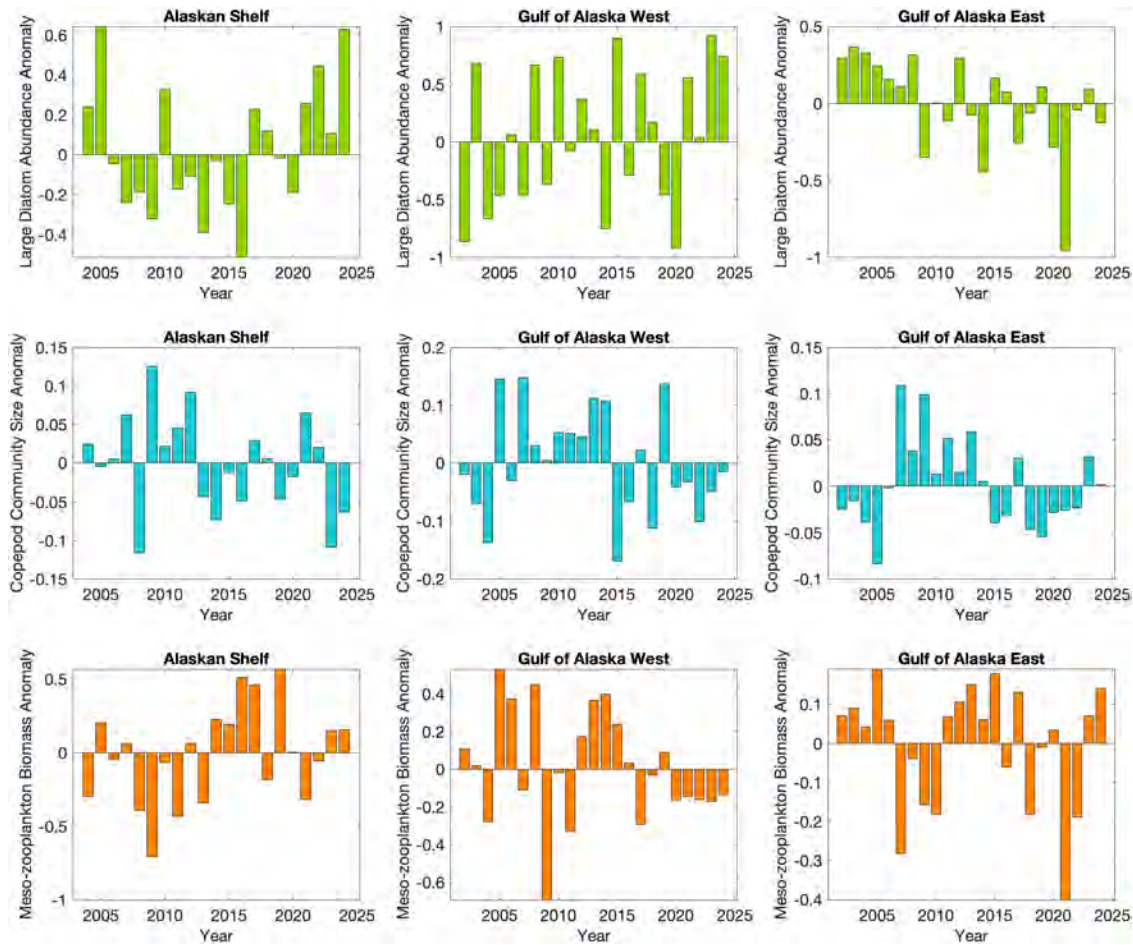 Alaskan Shelf
Large Diatom Abundance Anomaly
0.6
0.4
0.2
0
-0.2
-0.4
2005 2010 2015 2020 2025
Year
Gulf of Alaska West
Large Diatom Abundance Anomaly
1
0.5
0
-0.5
-1
2005 2010 2015 2020 2025
Year
Gulf of Alaska East
Large Diatom Abundance Anomaly
0.5
0
-0.5
-1
2005 2010 2015 2020 2025
Year
Alaskan Shelf
Copepod Community Size Anomaly
0.15
0.1
0.05
0
-0.05
-0.1
-0.15
2005 2010 2015 2020 2025
Year
Gulf of Alaska West
Copepod Community Size Anomaly
0.2
0.1
0
-0.1
-0.2
2005 2010 2015 2020 2025
Year
Gulf of Alaska East
Copepod Community Size Anomaly
0.15
0.1
0.05
0
-0.05
-0.1
2005 2010 2015 2020 2025
Year
Alaskan Shelf
Meso-zooplankton Biomass Anomaly
0.5
0
-0.5
-1
2005 2010 2015 2020 2025
Year
Gulf of Alaska West
Meso-zooplankton Biomass Anomaly
0.4
0.2
0
-0.2
-0.4
-0.6
2005 2010 2015 2020 2025
Year
Gulf of Alaska East
Meso-zooplankton Biomass Anomaly
0.1
0
-0.1
-0.2
-0.3
-0.4
2005 2010 2015 2020 2025
Year